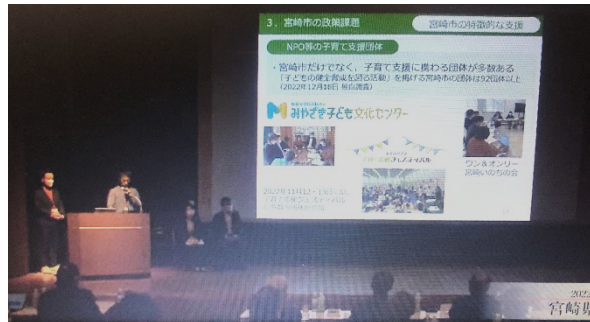 3．宮崎市の政策課題
宮崎市の特徴的な支援
NPO等の子育て支援団体
・宮崎市だけでなく，子育て支援に携わる団体が多数ある
「子どもの健全育成を図る活動」を掲げる宮崎市の団体は92団体以上
(2022年12月18日
みやざき子ども文化センター
ワン＆オンリー
宮崎いのちの会
2022
宮崎県